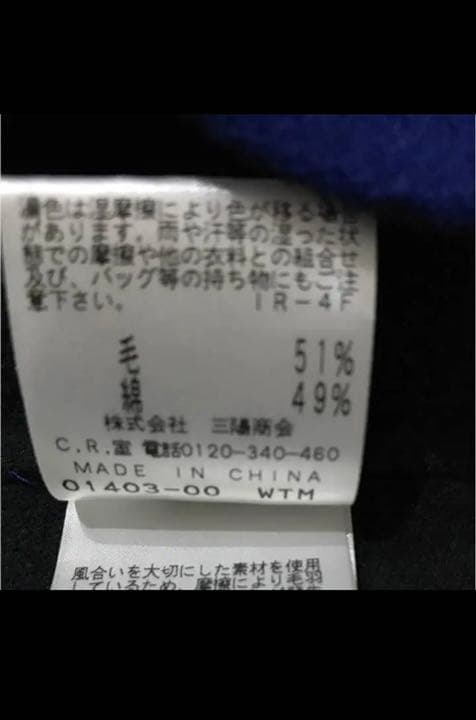 濃色は湿摩擦により色が移る場合
があります。雨や汗等の湿った状
態での摩擦や他の衣料との組合せ
及び、バッグ等の持ち物にもご注
意下さい。 IR-4F
毛 51%
綿 49%
株式会社 三陽商会
C.R.室 電話0120-340-460
MADE IN CHINA
01403-00 WTM
風合いを大切にした素材を使用
しているため、摩擦により毛羽